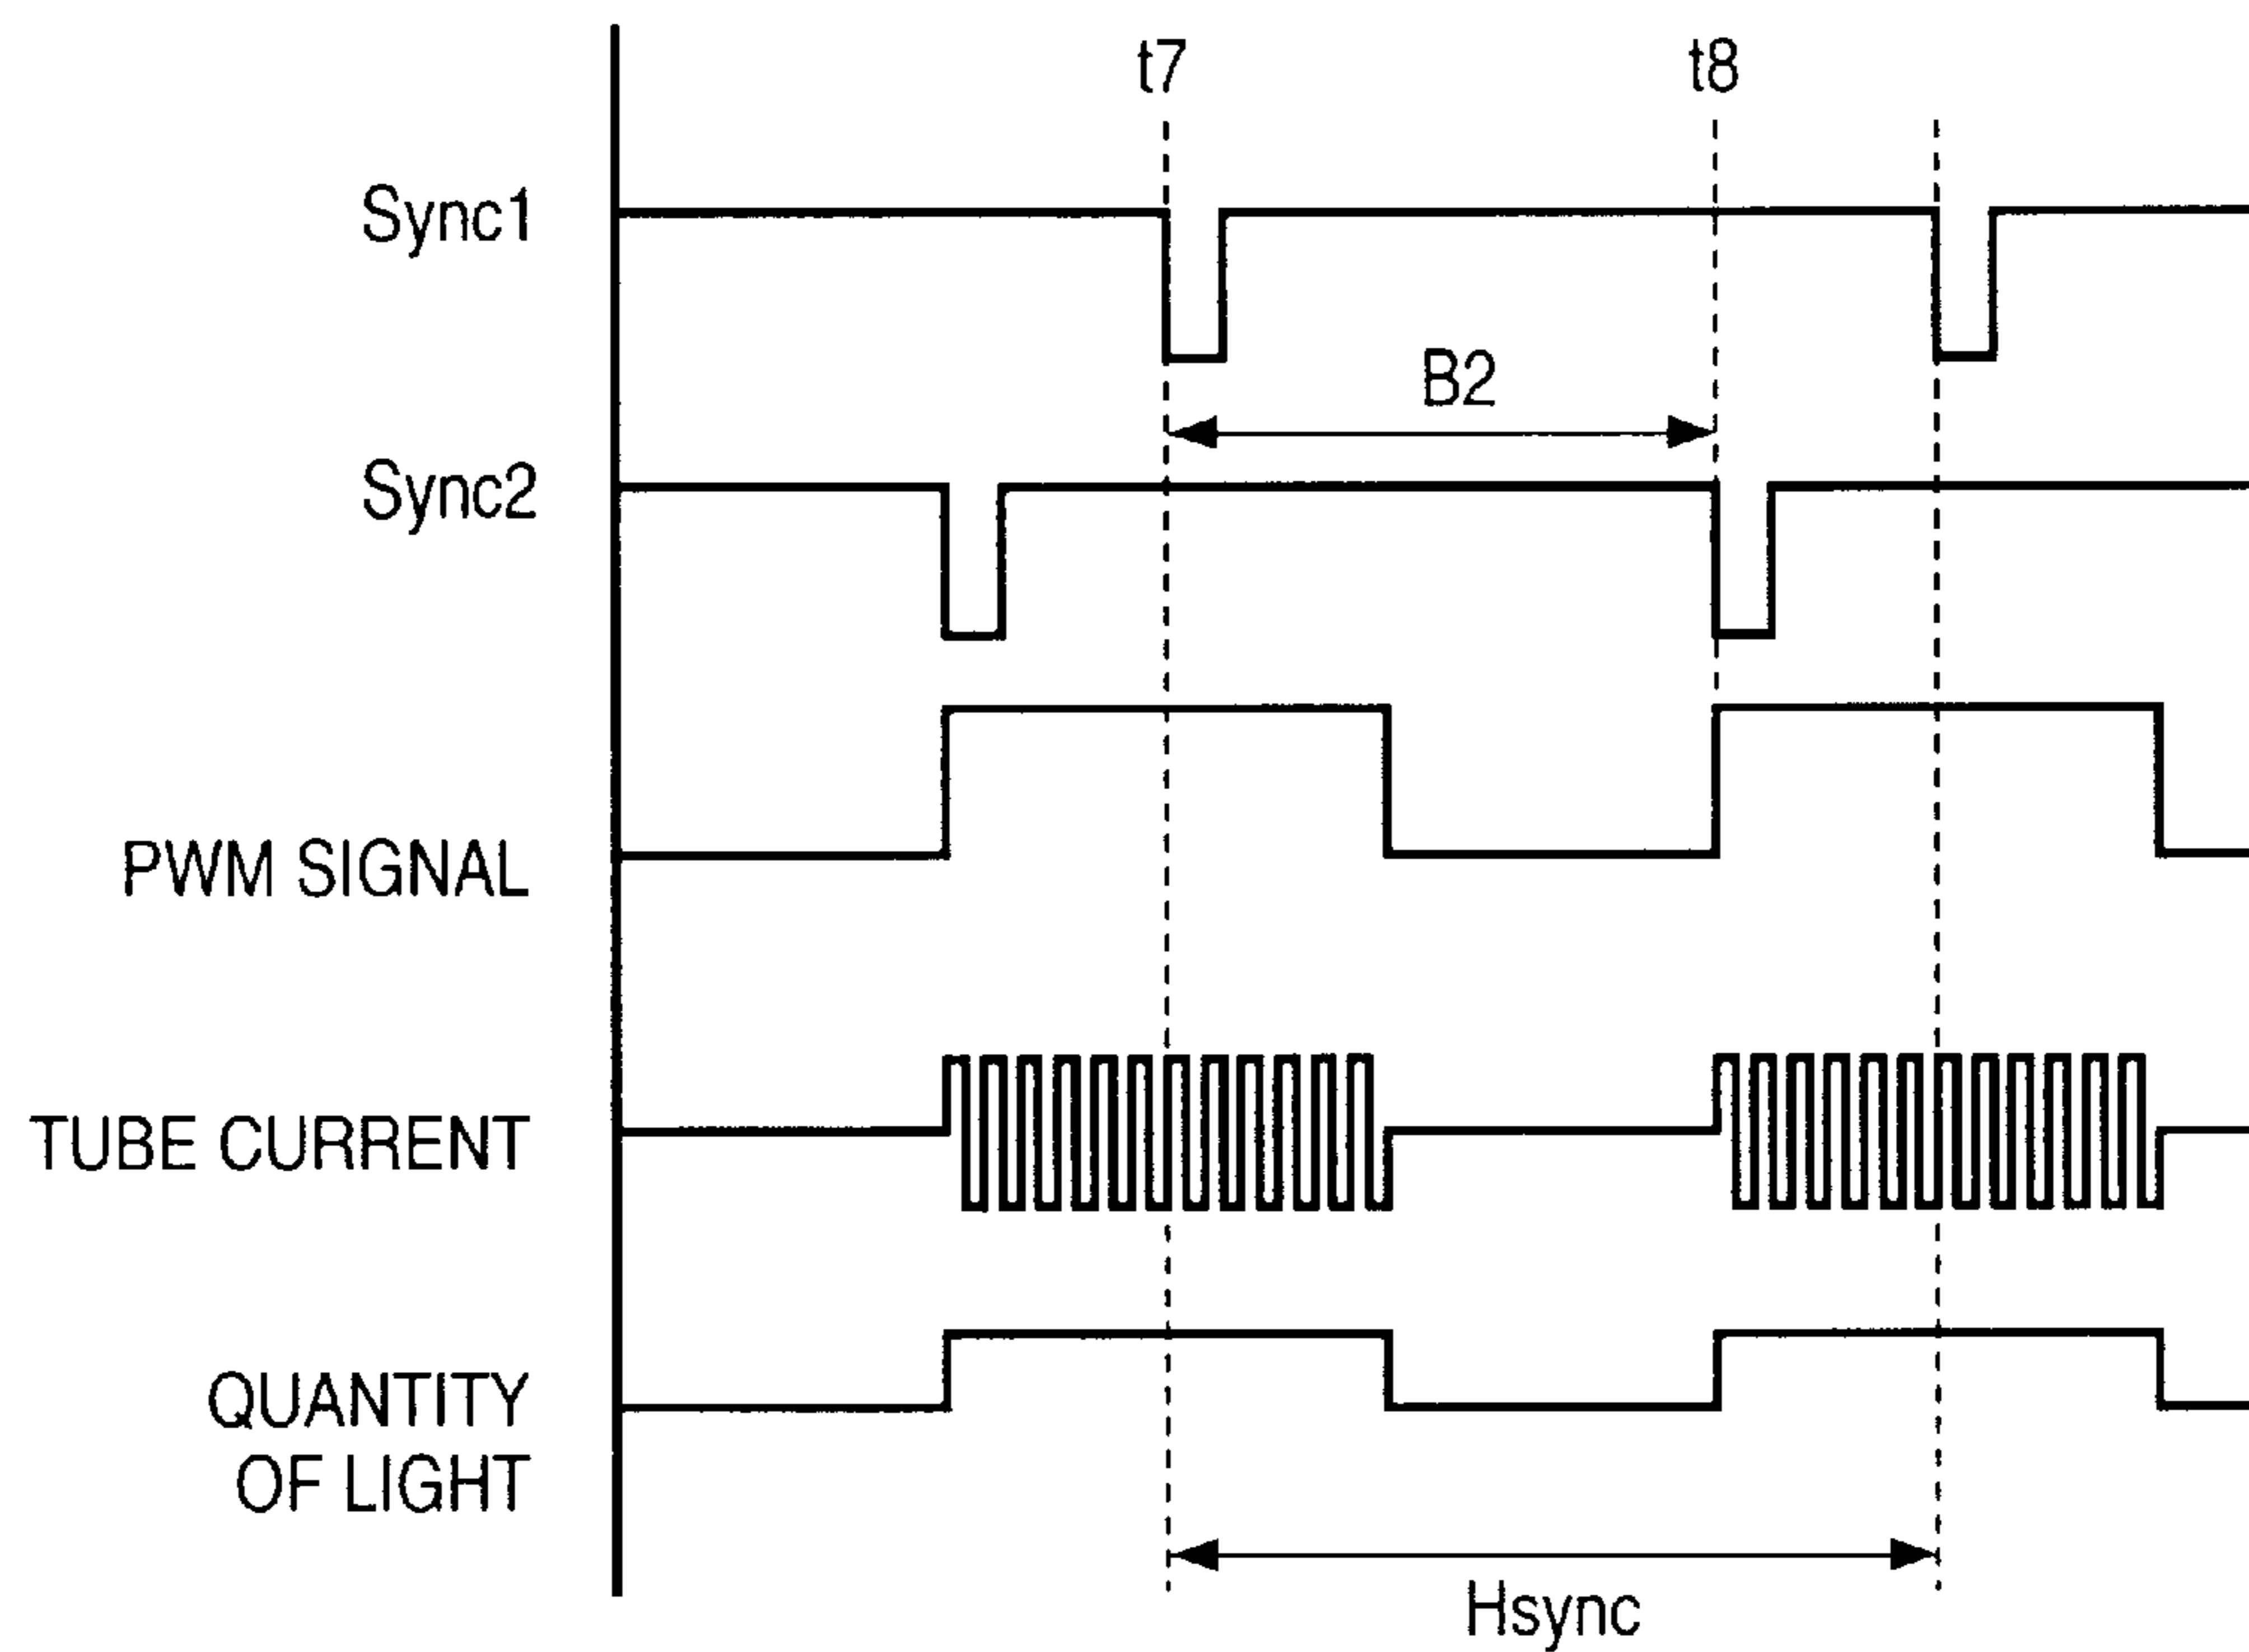 t7
t8
Sync1
B2
Sync2
PWM SIGNAL
TUBE CURRENT
QUANTITY
OF LIGHT
Hsync